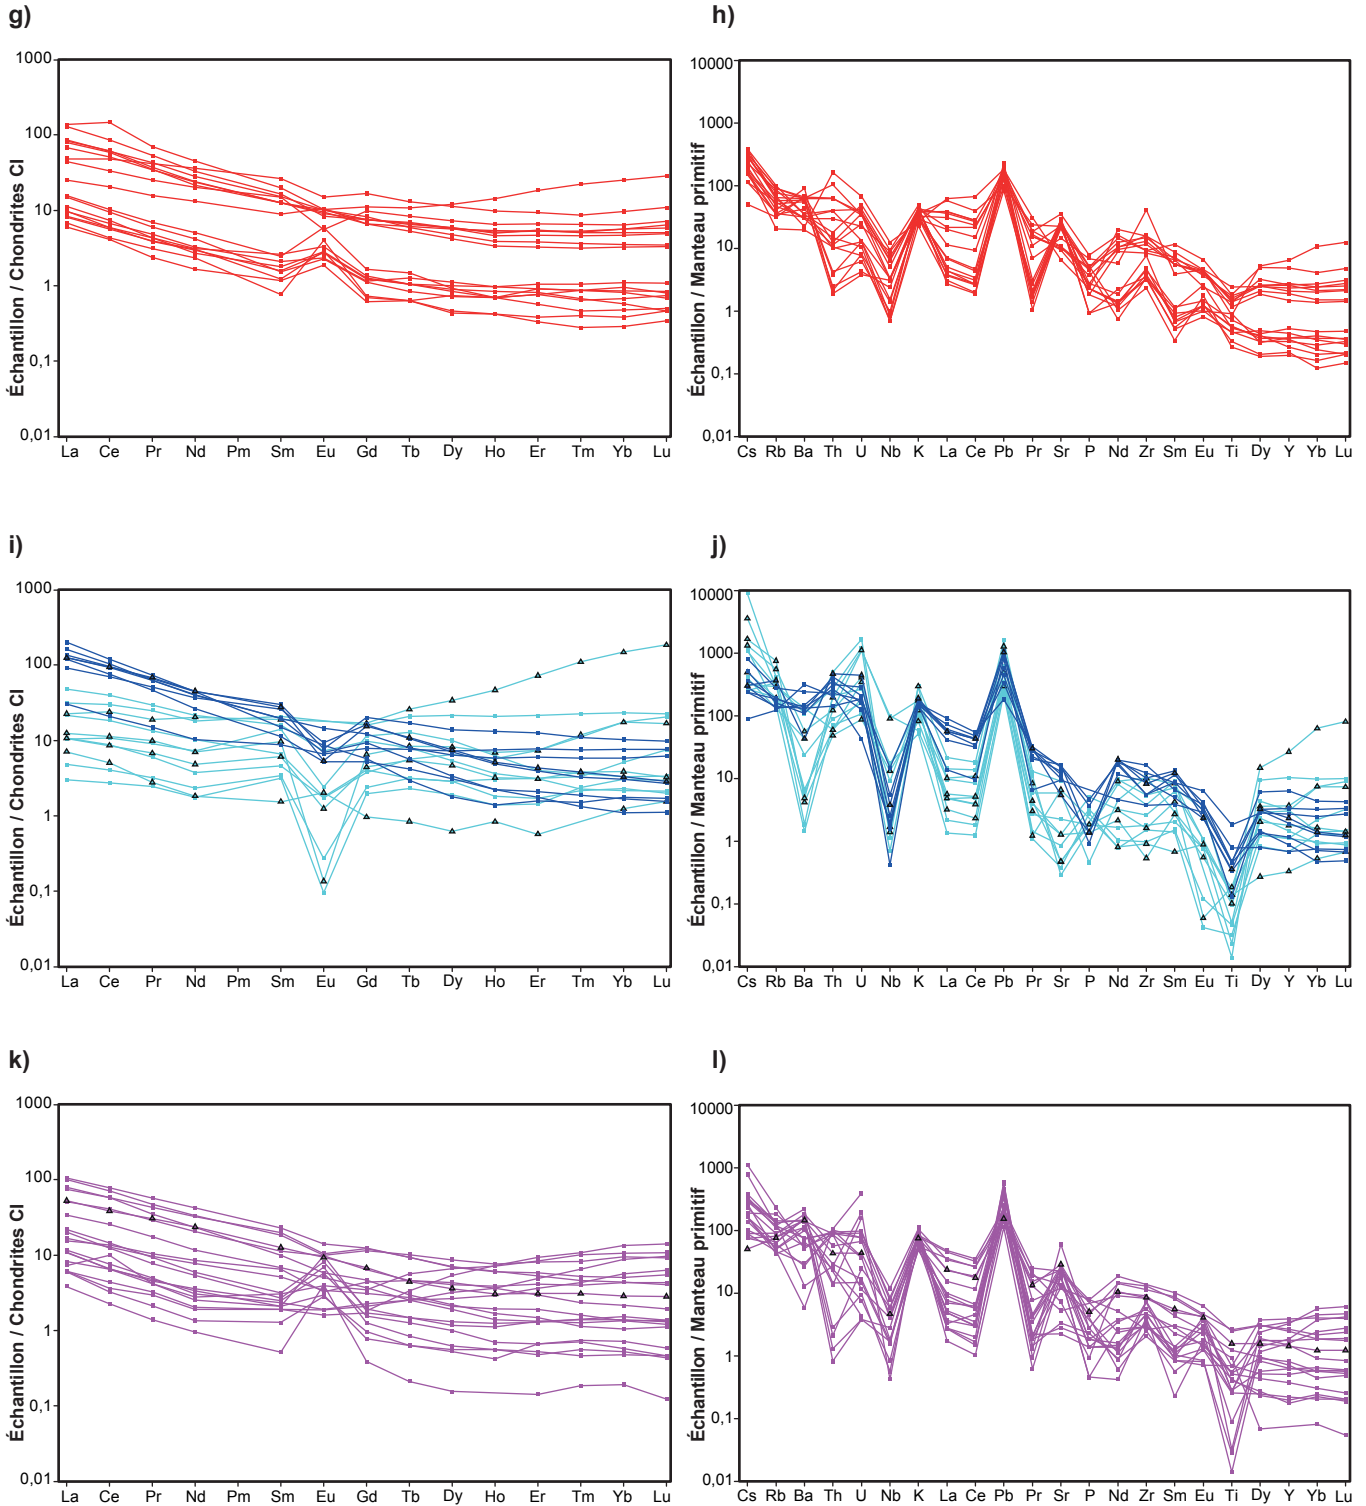 g)
h)
1000
100
10
1
0,1
0,01
Échantillon / Chondrites CI
La Ce Pr Nd Pm Sm Eu Gd Tb Dy Ho Er Tm Yb Lu
10000
1000
100
10
1
0,1
0,01
Échantillon / Manteau primitif
Cs Rb Ba Th U Nb K La Ce Pb Pr Sr P Nd Zr Sm Eu Ti Dy Y Yb Lu
i)
j)
1000
100
10
1
0,1
0,01
Échantillon / Chondrites CI
La Ce Pr Nd Pm Sm Eu Gd Tb Dy Ho Er Tm Yb Lu
10000
1000
100
10
1
0,1
0,01
Échantillon / Manteau primitif
Cs Rb Ba Th U Nb K La Ce Pb Pr Sr P Nd Zr Sm Eu Ti Dy Y Yb Lu
k)
l)
1000
100
10
1
0,1
0,01
Échantillon / Chondrites CI
La Ce Pr Nd Pm Sm Eu Gd Tb Dy Ho Er Tm Yb Lu
10000
1000
100
10
1
0,1
0,01
Échantillon / Manteau primitif
Cs Rb Ba Th U Nb K La Ce Pb Pr Sr P Nd Zr Sm Eu Ti Dy Y Yb Lu